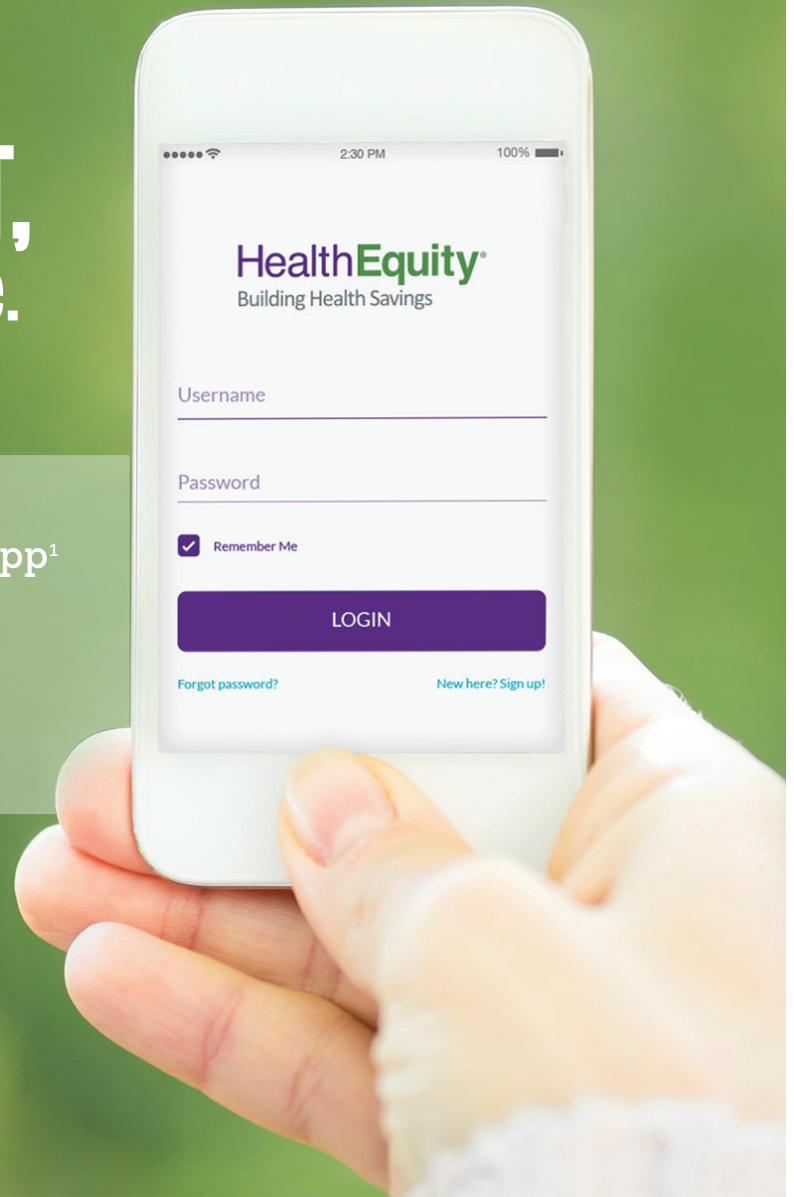 2:30 PM 100%
HealthEquity®
Building Health Savings
Username
Password
Remember Me
LOGIN
Forgot password? New here? Sign up!